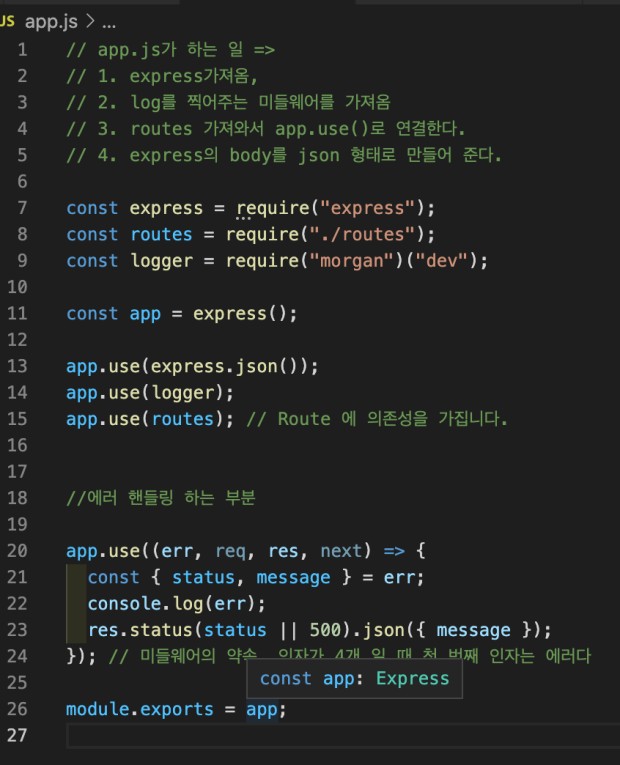 JS app.js > ...
1 // app.js가 하는 일 =>
2 // 1. express가져옴,
3 // 2. log를 찍어주는 미들웨어를 가져옴
4 // 3. routes 가져와서 app.use()로 연결한다.
5 // 4. express의 body를 json 형태로 만들어 준다.
6
7 const express = require("express");
8 const routes = require("./routes");
9 const logger = require("morgan")("dev");
10
11 const app = express();
12
13 app.use(express.json());
14 app.use(logger);
15 app.use(routes); // Route 에 의존성을 가집니다.
16
17
18 //에러 핸들링 하는 부분
19
20 app.use((err, req, res, next) => {
21 const { status, message } = err;
22 console.log(err);
23 res.status(status || 500).json({ message });
24 }); // 미들웨어의 약속, 인자가 4개 일 때 첫 번째 인자는 에러다
25
const app: Express
26 module.exports = app;
27